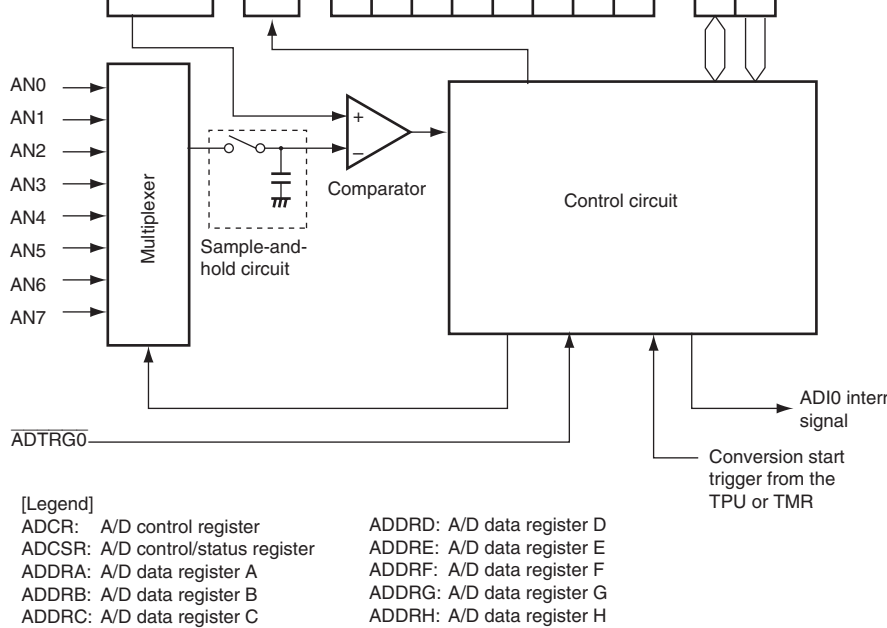 AN0
AN1
AN2
AN3
AN4
AN5
AN6
AN7
Multiplexer
+
–
Comparator
Sample-and-
hold circuit
Control circuit
ADTRG0
ADI0
signal
Conversion start
trigger from the
TPU or TMR
[Legend]
ADCR: A/D control register
ADCSR: A/D control/status register
ADDRA: A/D data register A
ADDRB: A/D data register B
ADDRC: A/D data register C
ADDRD: A/D data register D
ADDRE: A/D data register E
ADDRF: A/D data register F
ADDRG: A/D data register G
ADDRH: A/D data register H